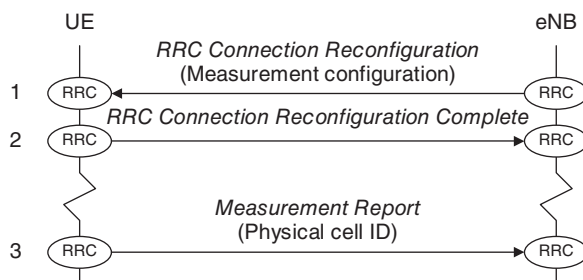 UE
eNB
RRC Connection Reconfiguration
(Measurement configuration)
1
RRC
RRC
RRC Connection Reconfiguration Complete
2
RRC
RRC
Measurement Report
(Physical cell ID)
3
RRC
RRC